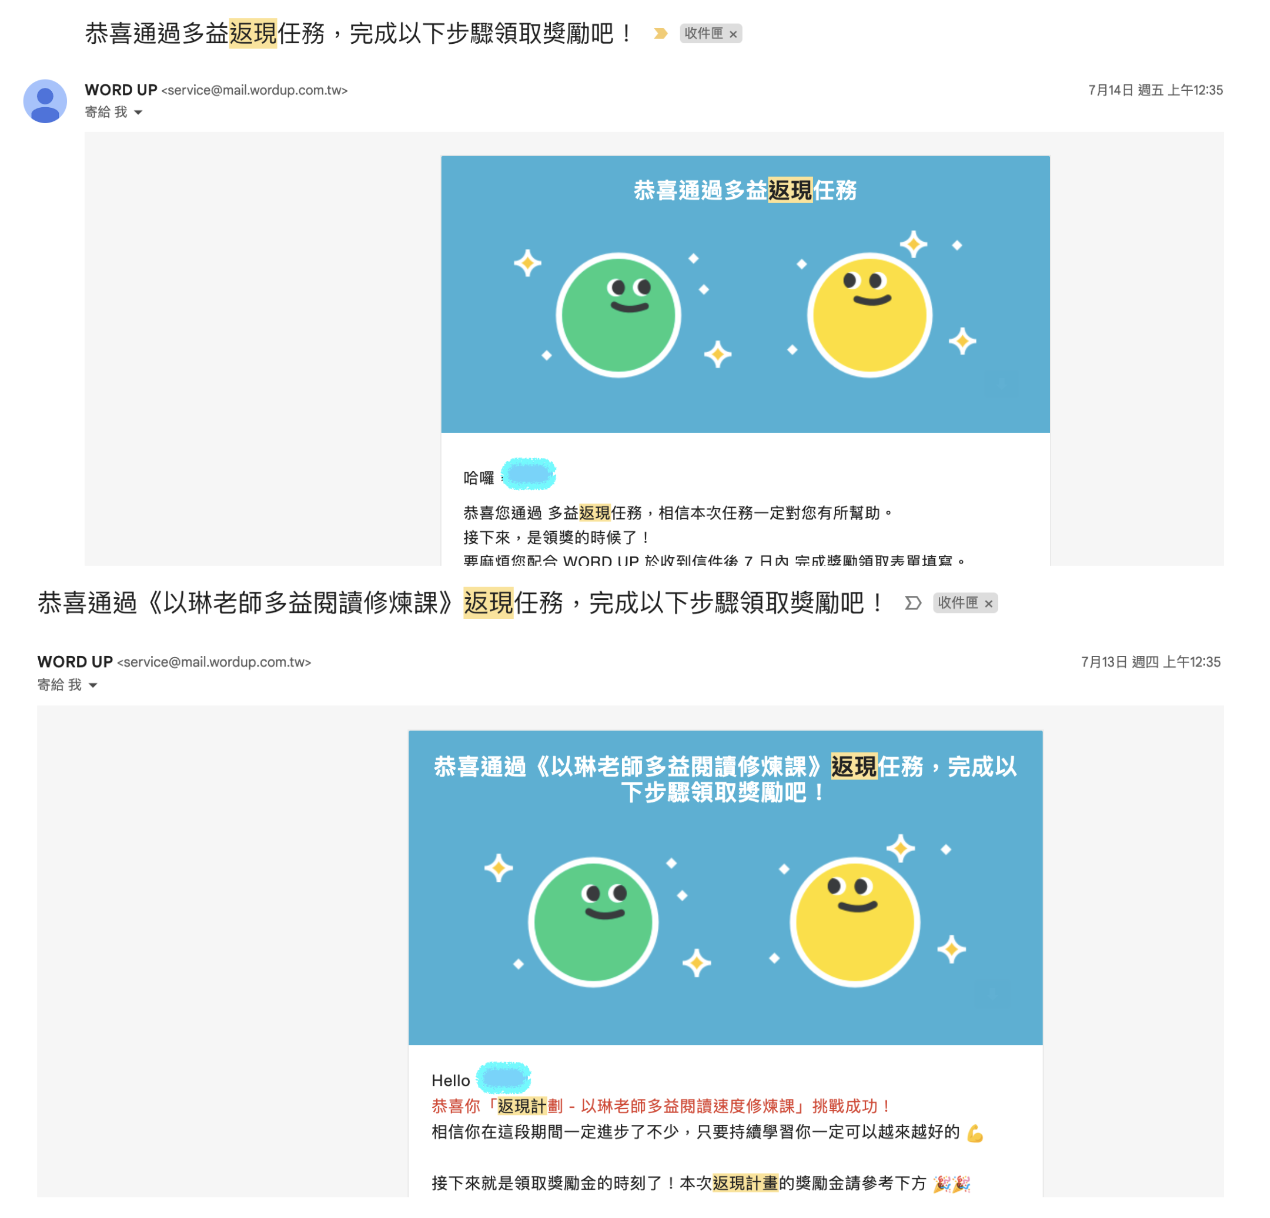 恭喜通過多益返現任務，完成以下步驟領取獎勵吧！ 收件匣 ×
WORD UP <service@mail.wordup.com.tw> 7月14日 週五 上午12:35
寄給 我
恭喜通過多益返現任務
哈囉
恭喜您通過 多益返現任務，相信本次任務一定對您有所幫助。
接下來，是領獎的時候了！
要麻煩您配合 WORD UP 於收到信件後 7 日內 完成獎勵領取表單填寫。
恭喜通過《以琳老師多益閱讀修煉課》返現任務，完成以下步驟領取獎勵吧！ 收件匣 ×
WORD UP <service@mail.wordup.com.tw> 7月13日 週四 上午12:35
寄給 我
恭喜通過《以琳老師多益閱讀修煉課》返現任務，完成以
下步驟領取獎勵吧！
Hello
恭喜你「返現計劃 - 以琳老師多益閱讀速度修煉課」挑戰成功！
相信你在這段期間一定進步了不少，只要持續學習你一定可以越來越好的 💪
接下來就是領取獎勵金的時刻了！本次返現計畫的獎勵金請參考下方 🎉🎉